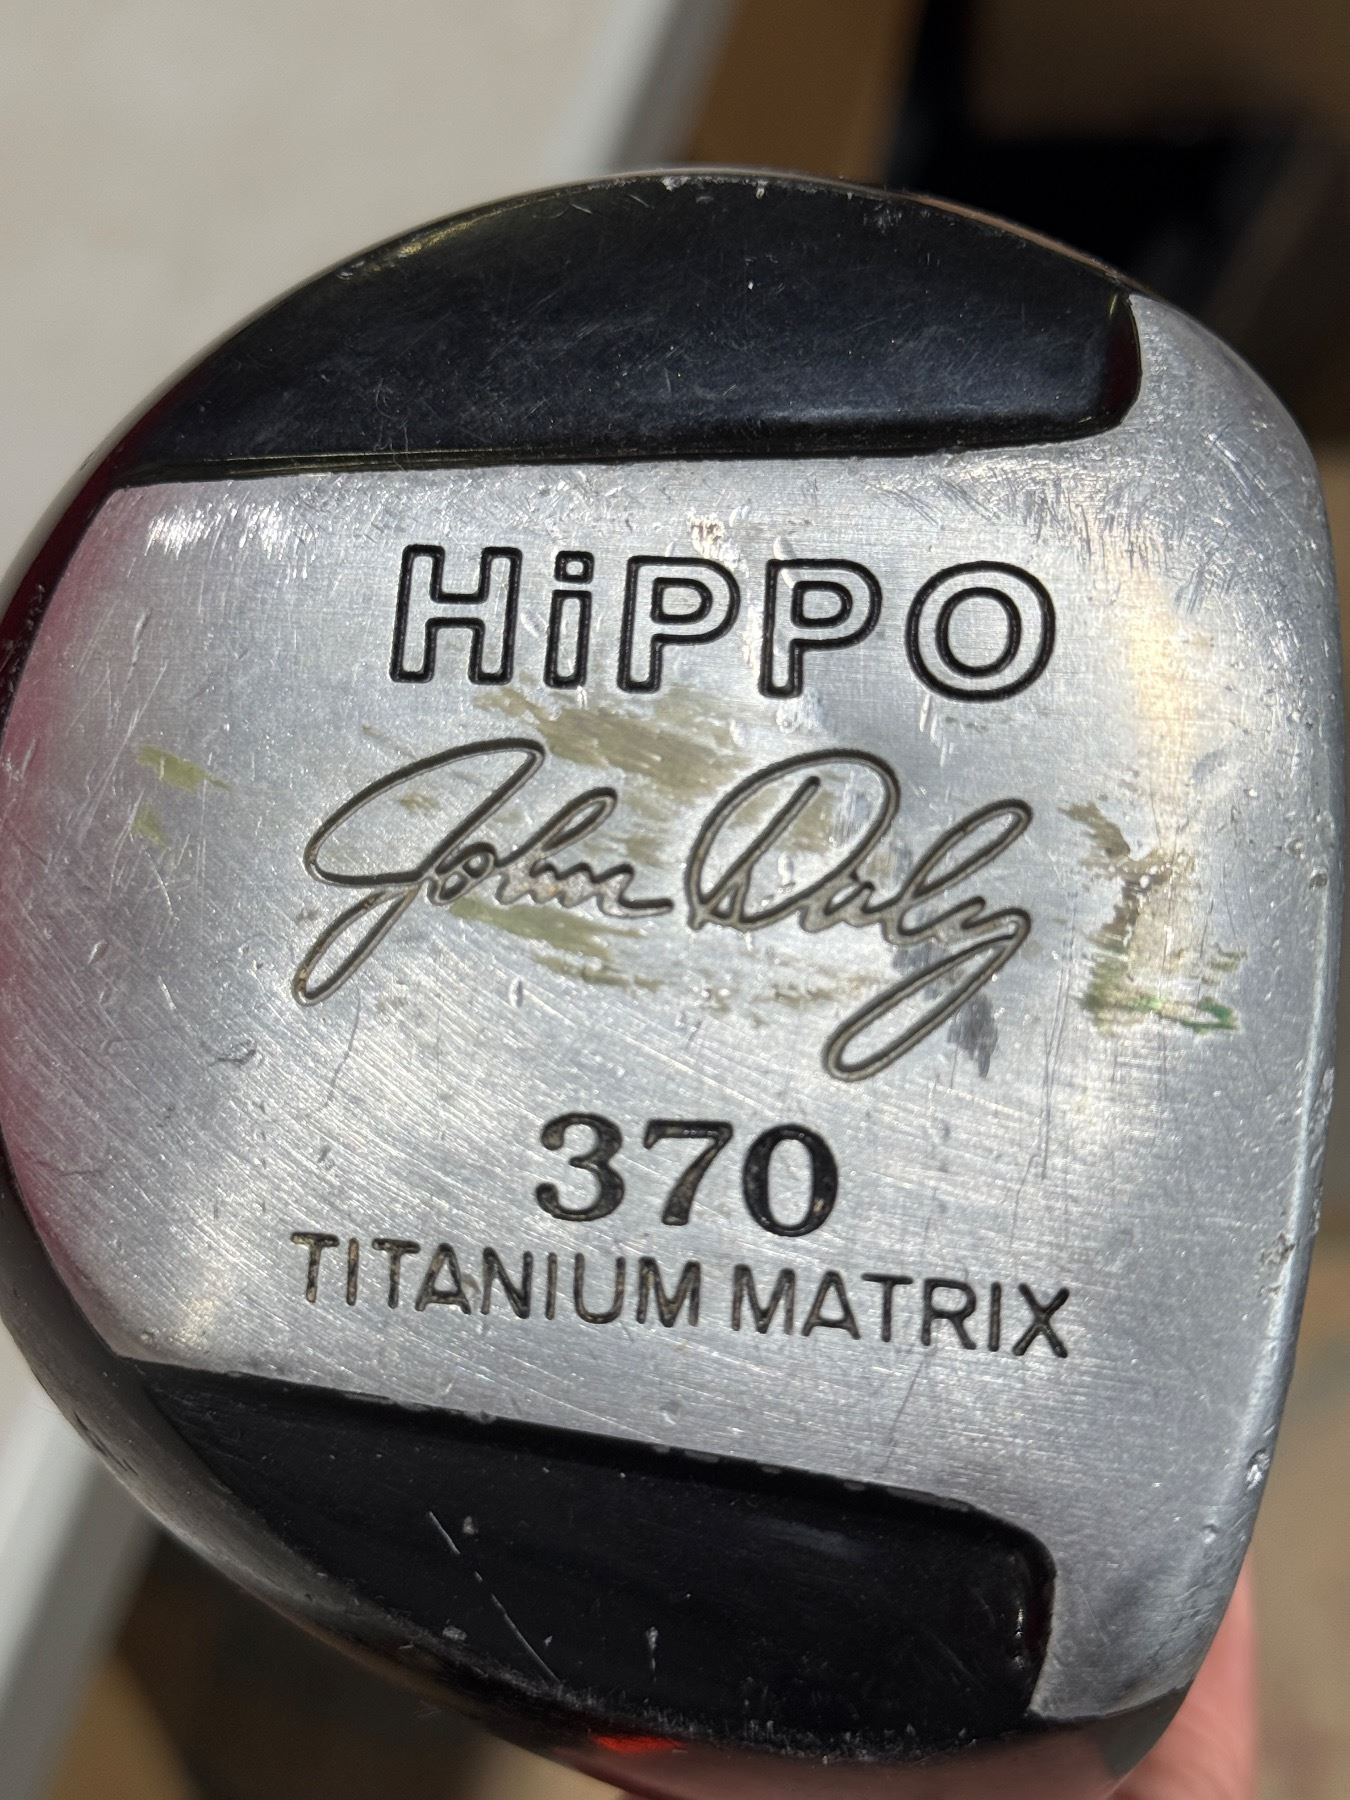 HiPPO
John Daly
370
TITANIUM MATRIX